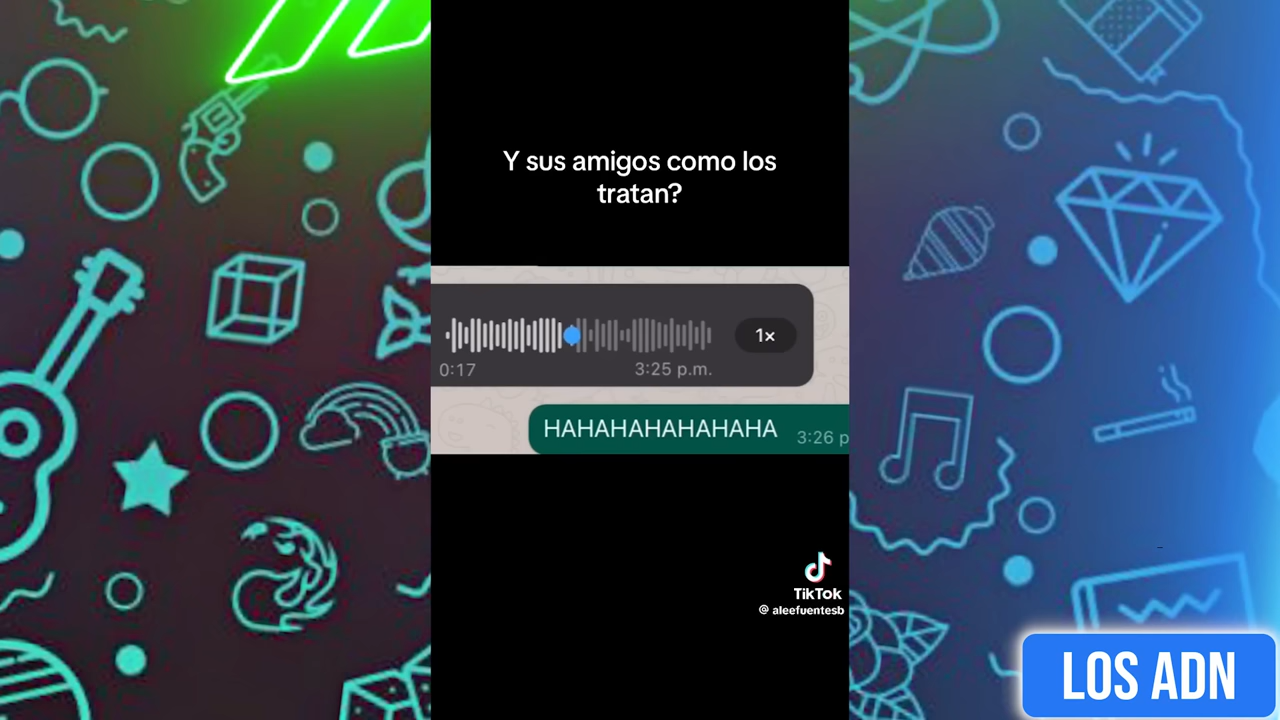 Y sus amigos como los
tratan?
1x
0:17
3:25 p.m.
HAHAHAHAHAHAHA
3:26 p
TikTok
@ aleefuentesb
LOS ADN